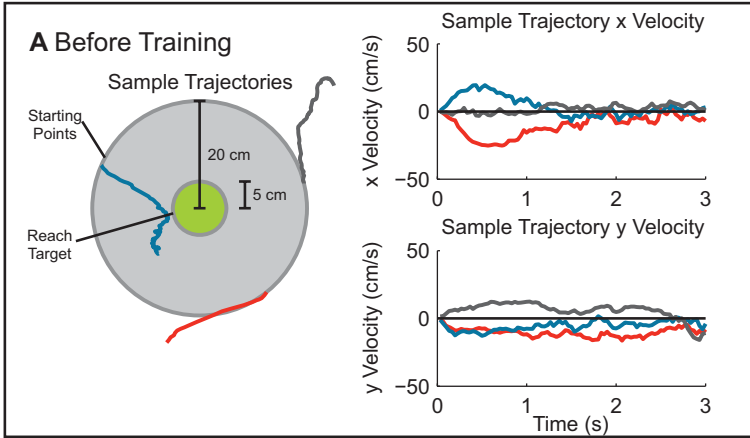 A Before Training
Sample Trajectories
Starting
Points
20 cm
5 cm
Reach
Target
Sample Trajectory x Velocity
x Velocity (cm/s)
50
0
−50
0 1 2 3
Sample Trajectory y Velocity
y Velocity (cm/s)
50
0
−50
0 1 2 3
Time (s)